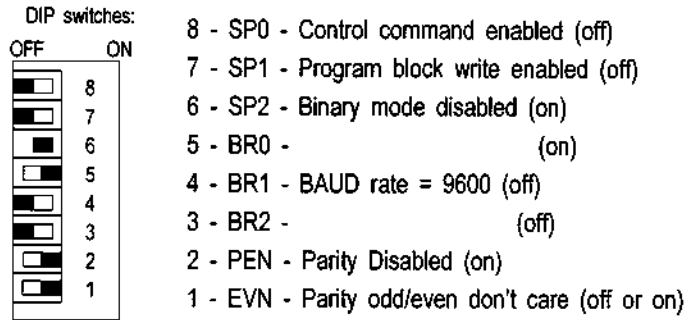 DIP switches:
OFF ON
8
7
6
5
4
3
2
1
8 - SP0 - Control command enabled (off)
7 - SP1 - Program block write enabled (off)
6 - SP2 - Binary mode disabled (on)
5 - BR0 - (on)
4 - BR1 - BAUD rate = 9600 (off)
3 - BR2 - (off)
2 - PEN - Parity Disabled (on)
1 - EVN - Parity odd/even don't care (off or on)